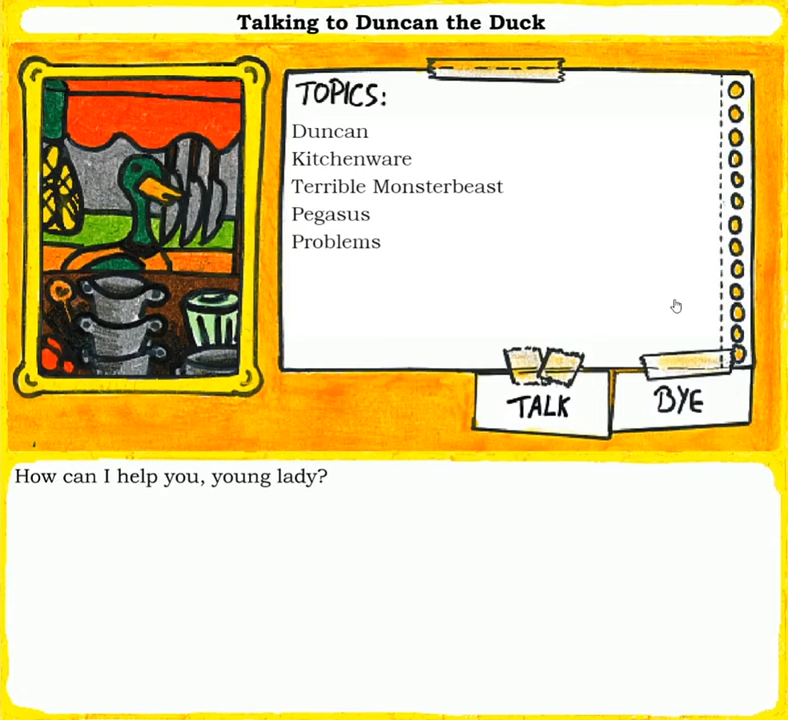 Talking to Duncan the Duck
TOPICS:
Duncan
Kitchenware
Terrible Monsterbeast
Pegasus
Problems
TALK
BYE
How can I help you, young lady?